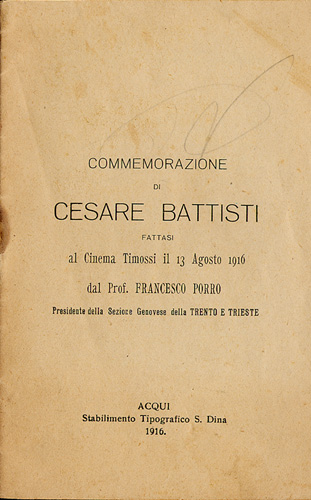 COMMEMORAZIONE
DI
CESARE BATTISTI
FATTASI
al Cinema Timossi il 13 Agosto 1916
dal Prof. FRANCESCO PORRO
Presidente della Sezione Genovese della TRENTO E TRIESTE
ACQUI
Stabilimento Tipografico S. Dina
1916.